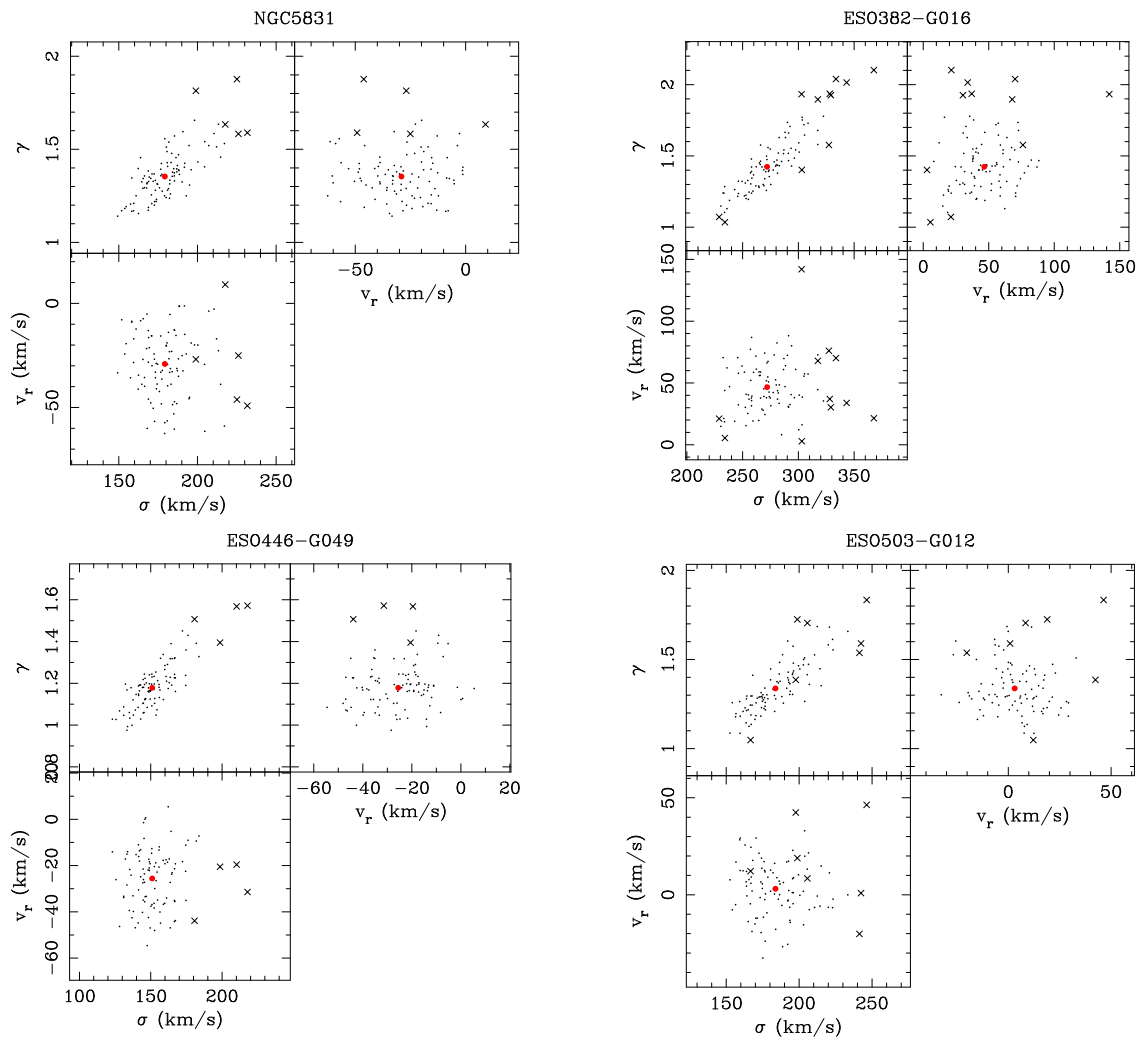 NGC5831
2
1.5
1
γ
0
−50
v_r (km/s)
−50 0
v_r (km/s)
150 200 250
σ (km/s)
ESO382−G016
2
1.5
1
γ
150
100
50
0
v_r (km/s)
0 50 100 150
v_r (km/s)
200 250 300 350
σ (km/s)
ESO446−G049
1.6
1.4
1.2
1
0.8
γ
20
0
−20
−40
−60
v_r (km/s)
−60 −40 −20 0 20
v_r (km/s)
100 150 200
σ (km/s)
ESO503−G012
2
1.5
1
γ
50
0
v_r (km/s)
0 50
v_r (km/s)
150 200 250
σ (km/s)